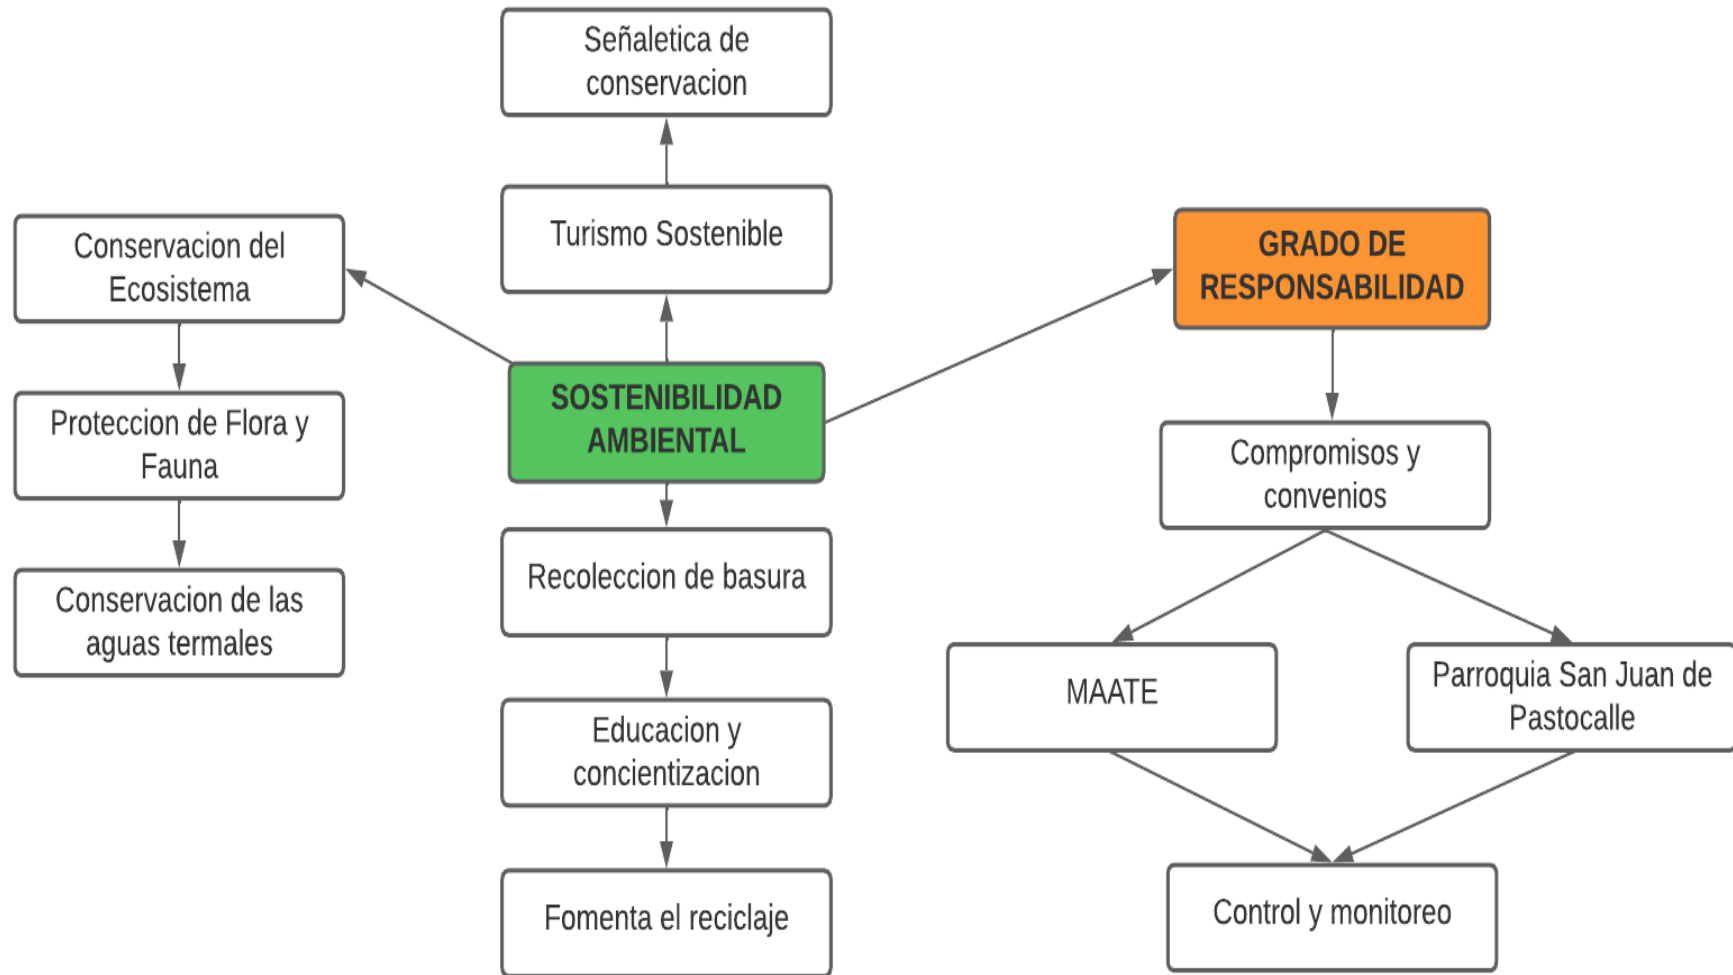 Señaletica de
conservacion
Turismo Sostenible
Conservacion del
Ecosistema
GRADO DE
RESPONSABILIDAD
SOSTENIBILIDAD
AMBIENTAL
Proteccion de Flora y
Fauna
Compromisos y
convenios
Recoleccion de basura
Conservacion de las
aguas termales
MAATE
Parroquia San Juan de
Pastocalle
Educacion y
concientizacion
Fomenta el reciclaje
Control y monitoreo